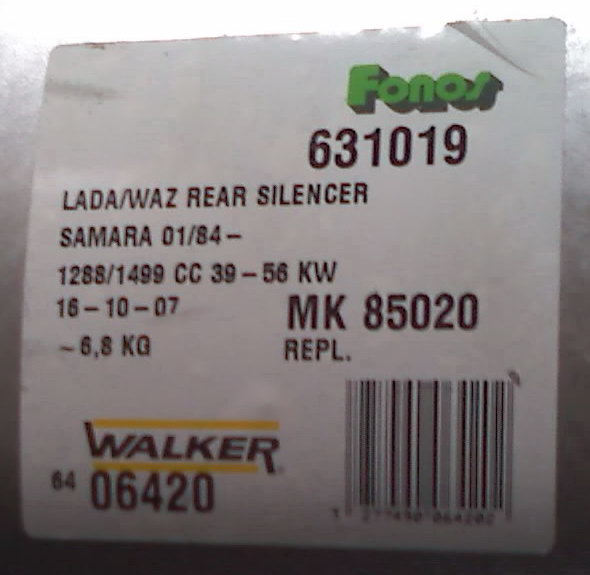 Fonos
631019
LADA/WAZ REAR SILENCER
SAMARA 01/84–
1288/1499 CC 39–56 KW
16–10–07
MK 85020
~6,8 KG
REPL.
WALKER
64 06420